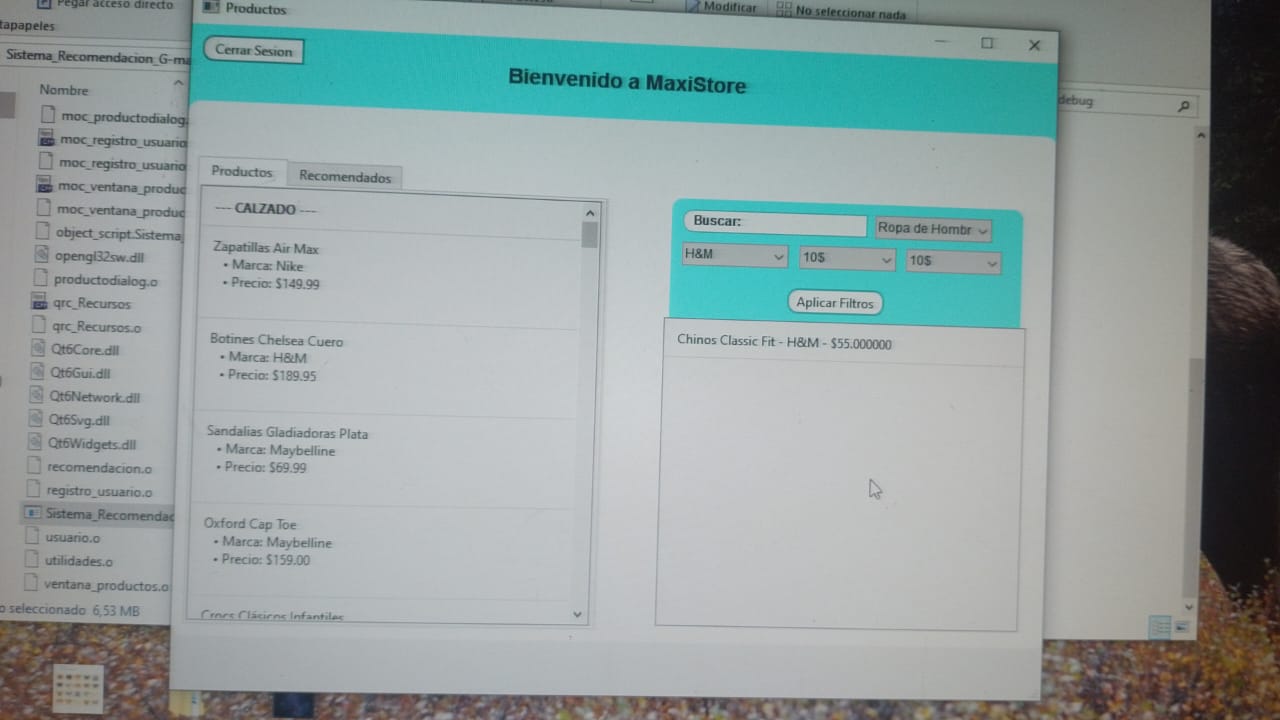 Pegar acceso directo
Modificar
No seleccionar nada
tapapeles
Sistema_Recomendacion_G-ma
debug
Nombre
moc_productodialog.
moc_registro_usuario
moc_registro_usuario
moc_ventana_produc
moc_ventana_produc
object_script.Sistema_
opengl32sw.dll
productodialog.o
qrc_Recursos
qrc_Recursos.o
Qt6Core.dll
Qt6Gui.dll
Qt6Network.dll
Qt6Svg.dll
Qt6Widgets.dll
recomendacion.o
registro_usuario.o
Sistema_Recomendac
usuario.o
utilidades.o
ventana_productos.o
o seleccionado 6,53 MB
Productos
Cerrar Sesion
Bienvenido a MaxiStore
Productos
Recomendados
--- CALZADO ---
Zapatillas Air Max
• Marca: Nike
• Precio: $149.99
Botines Chelsea Cuero
• Marca: H&M
• Precio: $189.95
Sandalias Gladiadoras Plata
• Marca: Maybelline
• Precio: $69.99
Oxford Cap Toe
• Marca: Maybelline
• Precio: $159.00
Crocs Clásicos Infantiles
Buscar:
Ropa de Hombr
H&M
10$
10$
Aplicar Filtros
Chinos Classic Fit - H&M - $55.000000